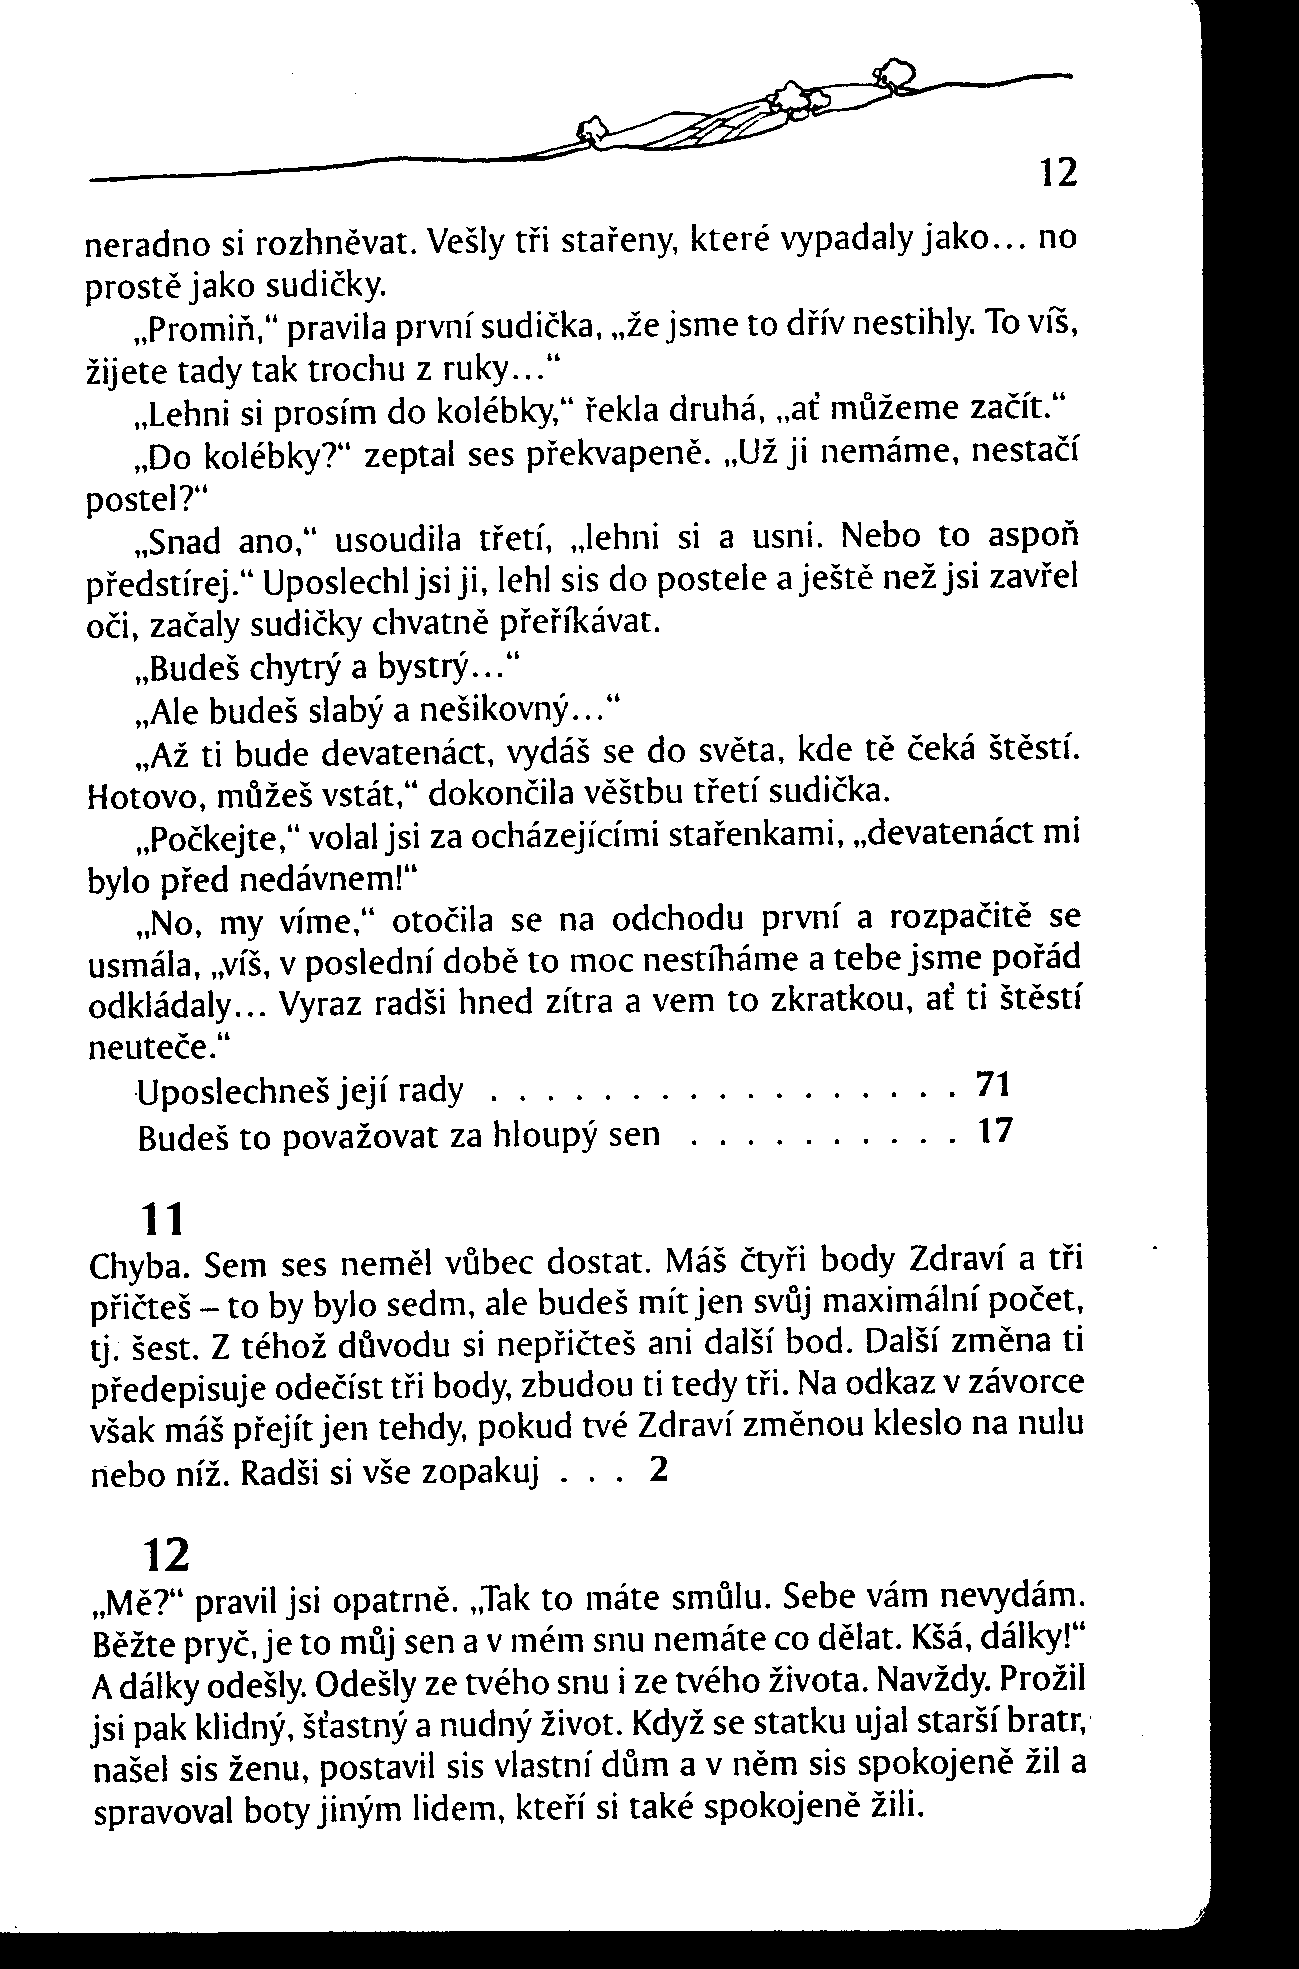 12
neradno si rozhněvat. Vešly tři stařeny, které vypadaly jako... no
prostě jako sudičky.
„Promiň,“ pravila první sudička, „že jsme to dřív nestihly. To víš,
žijete tady tak trochu z ruky...“
„Lehni si prosím do kolébky,“ řekla druhá, „ať můžeme začít.“
„Do kolébky?“ zeptal ses překvapeně. „Už ji nemáme, nestačí
postel?“
„Snad ano,“ usoudila třetí, „lehni si a usni. Nebo to aspoň
předstírej.“ Uposlechl jsi ji, lehl sis do postele a ještě než jsi zavřel
oči, začaly sudičky chvatně přeříkávat.
„Budeš chytrý a bystrý...“
„Ale budeš slabý a nešikovný...“
„Až ti bude devatenáct, vydáš se do světa, kde tě čeká štěstí.
Hotovo, můžeš vstát,“ dokončila věštbu třetí sudička.
„Počkejte,“ volal jsi za ocházejícími stařenkami, „devatenáct mi
bylo před nedávnem!“
„No, my víme,“ otočila se na odchodu první a rozpačitě se
usmála, „víš, v poslední době to moc nestíháme a tebe jsme pořád
odkládaly... Vyraz radši hned zítra a vem to zkratkou, ať ti štěstí
neuteče.“
Uposlechneš její rady . . . . . . . . . . . . . . . . . 71
Budeš to považovat za hloupý sen . . . . . . . . . . 17
11
Chyba. Sem ses neměl vůbec dostat. Máš čtyři body Zdraví a tři
přičteš – to by bylo sedm, ale budeš mít jen svůj maximální počet,
tj. šest. Z téhož důvodu si nepřičteš ani další bod. Další změna ti
předepisuje odečíst tři body, zbudou ti tedy tři. Na odkaz v závorce
však máš přejít jen tehdy, pokud tvé Zdraví změnou kleslo na nulu
nebo níž. Radši si vše zopakuj . . . 2
12
„Mě?“ pravil jsi opatrně. „Tak to máte smůlu. Sebe vám nevydám.
Běžte pryč, je to můj sen a v mém snu nemáte co dělat. Kšá, dálky!“
A dálky odešly. Odešly ze tvého snu i ze tvého života. Navždy. Prožil
jsi pak klidný, šťastný a nudný život. Když se statku ujal starší bratr,
našel sis ženu, postavil sis vlastní dům a v něm sis spokojeně žil a
spravoval boty jiným lidem, kteří si také spokojeně žili.